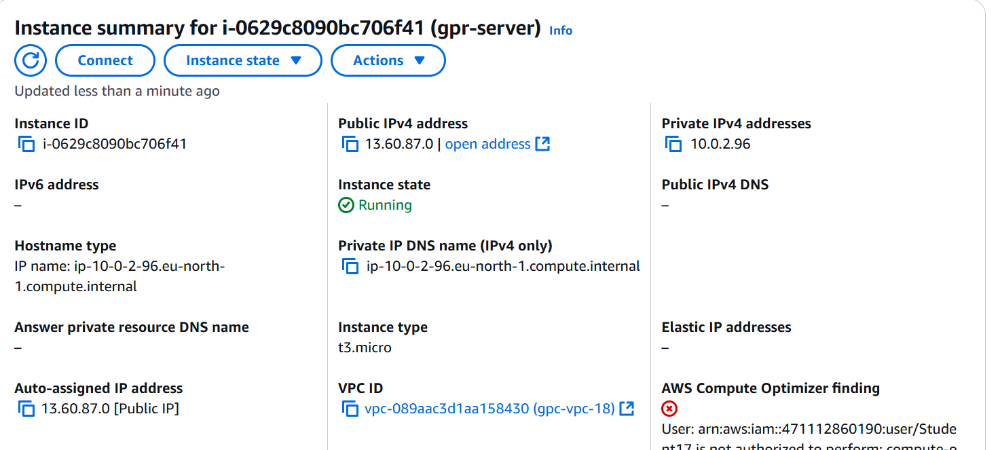 Instance summary for i-0629c8090bc706f41 (gpr-server) Info
Connect
Instance state
Actions
Updated less than a minute ago
Instance ID
i-0629c8090bc706f41
Public IPv4 address
13.60.87.0 | open address
Private IPv4 addresses
10.0.2.96
IPv6 address
–
Instance state
Running
Public IPv4 DNS
–
Hostname type
IP name: ip-10-0-2-96.eu-north-
1.compute.internal
Private IP DNS name (IPv4 only)
ip-10-0-2-96.eu-north-1.compute.internal
Answer private resource DNS name
–
Instance type
t3.micro
Elastic IP addresses
–
Auto-assigned IP address
13.60.87.0 [Public IP]
VPC ID
vpc-089aac3d1aa158430 (gpc-vpc-18)
AWS Compute Optimizer finding
User: arn:aws:iam::471112860190:user/Stude
nt17 is not authorized to perform: compute-o